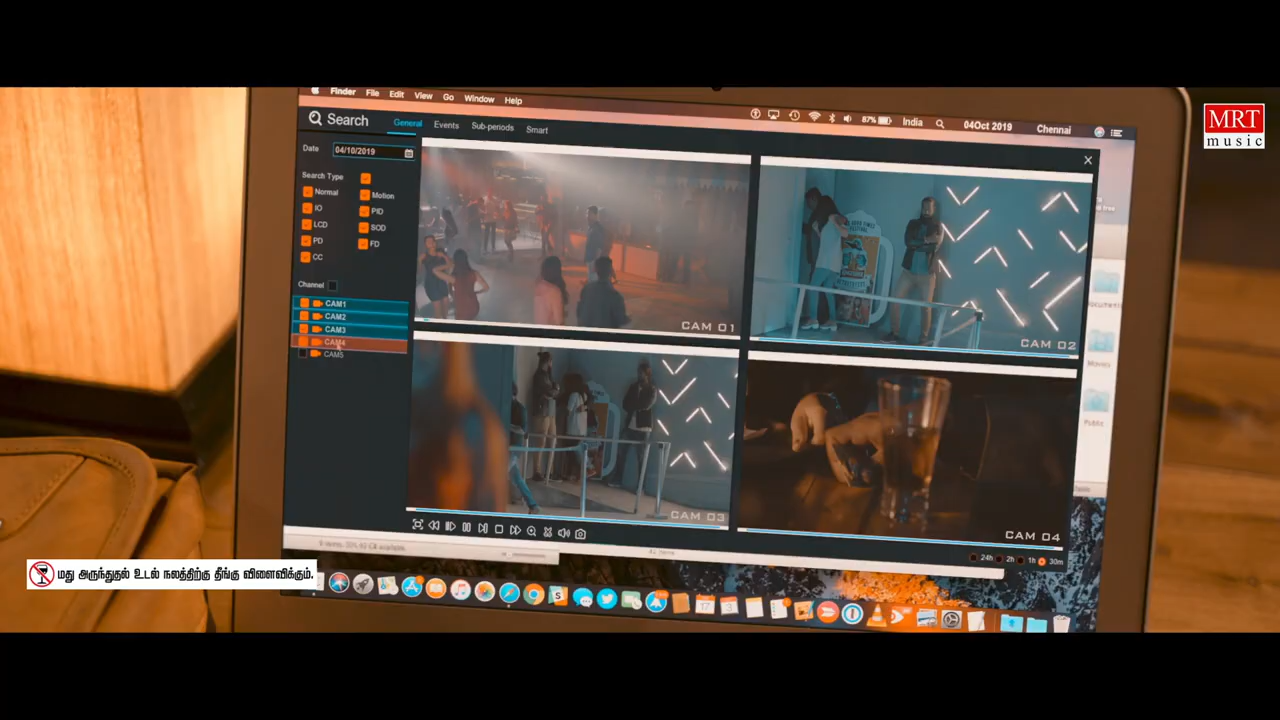 MRT
music
Finder File Edit View Go Window Help
87% India 04Oct 2019 Chennai
Search General Events Sub-periods Smart
Date 04/10/2019
Search Type
Normal Motion
IO PID
LCD BOD
PD FD
CC
Channel
CAM1
CAM2
CAM3
CAM4
CAM5
CAM 01
CAM 02
CAM 03
CAM 04
Movies
Public
24h 2h 1h 30m
மது அருந்துதல் உடல் நலத்திற்கு தீங்கு விளைவிக்கும்.